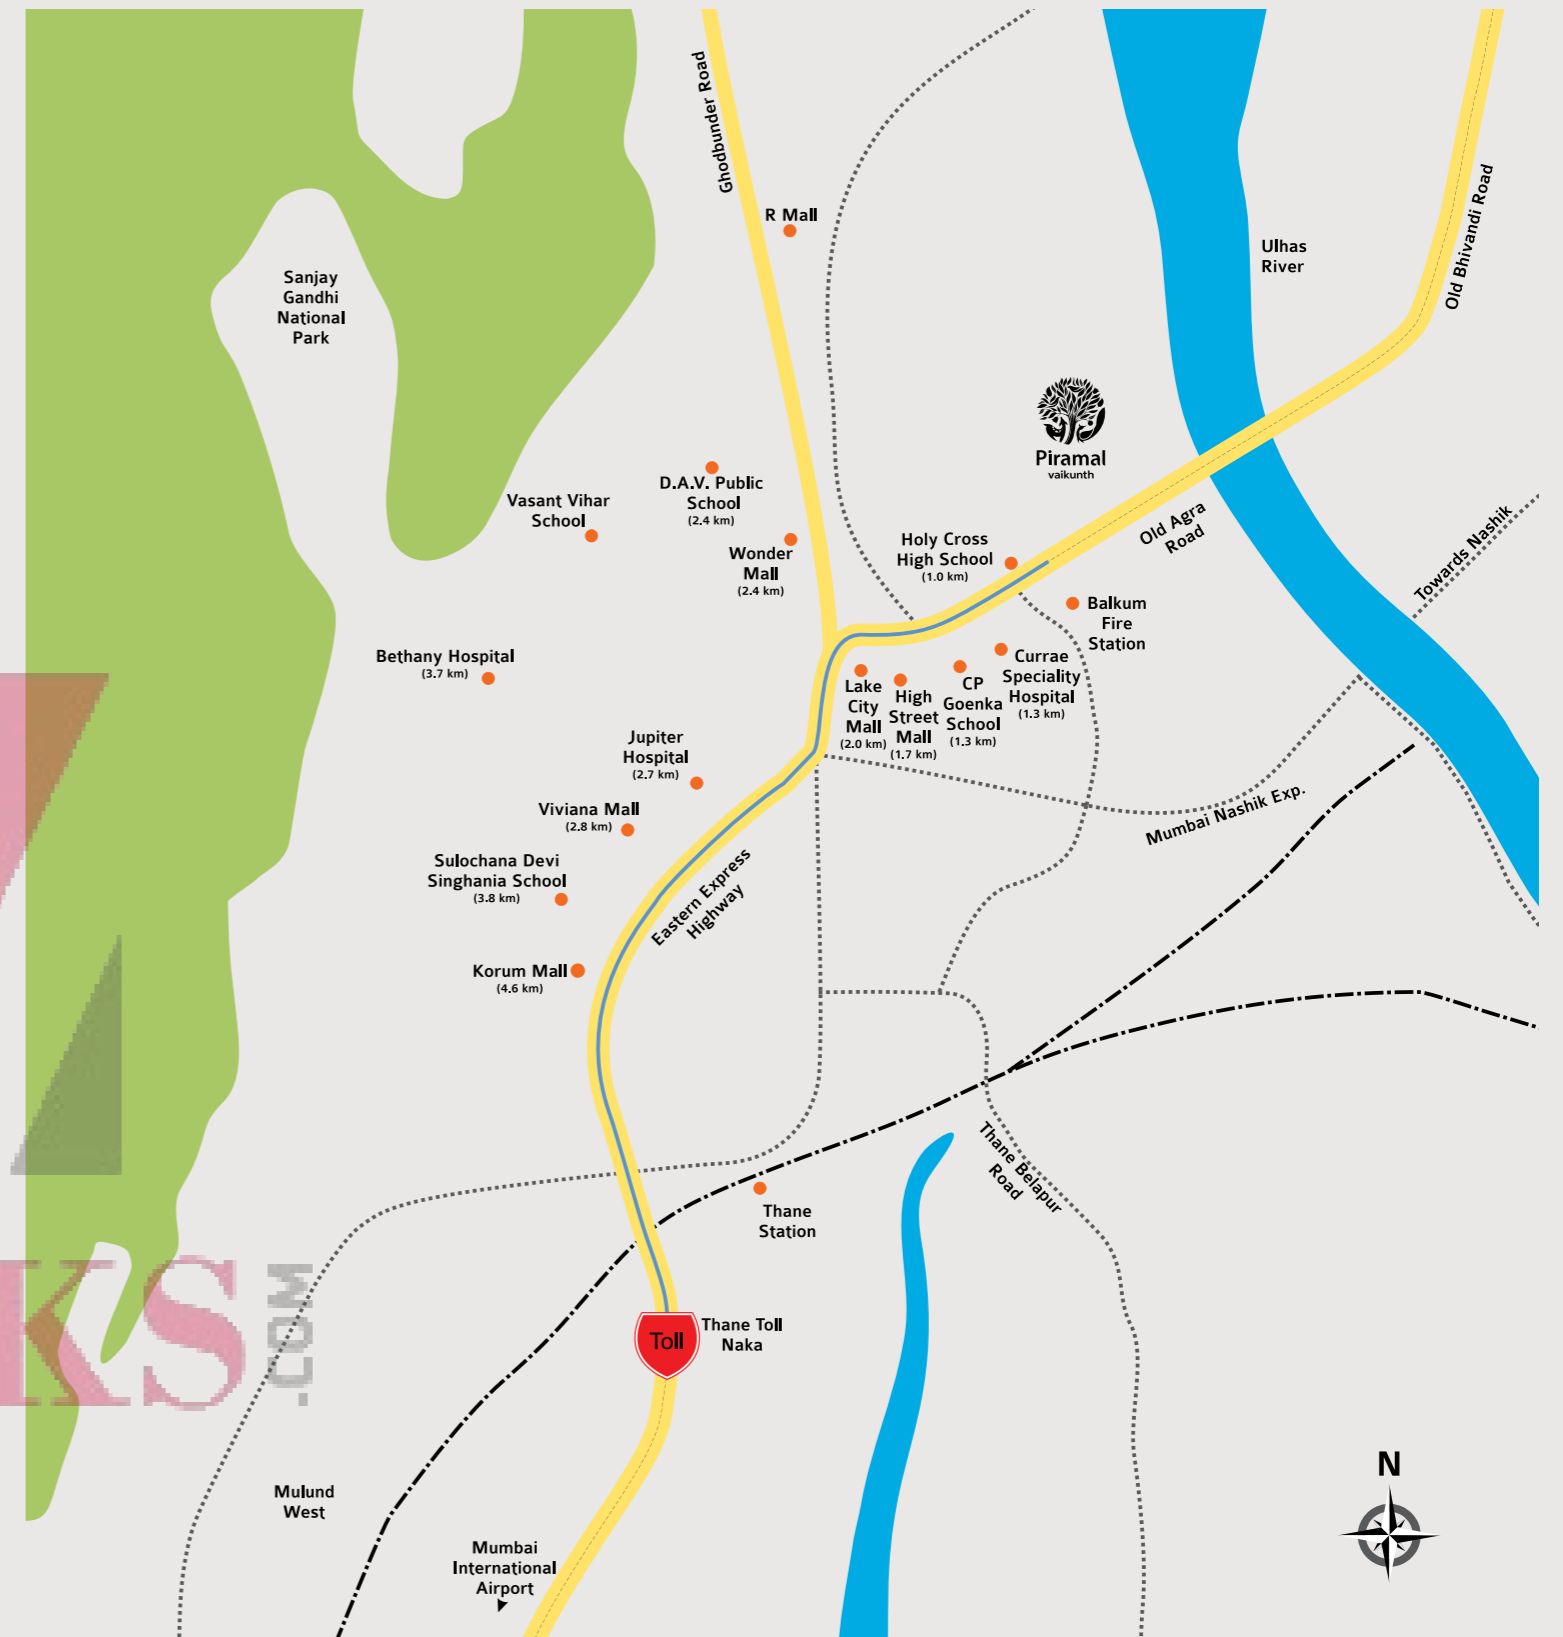 Ghodbunder Road
R Mall
Ulhas
River
Old Bhivandi Road
Sanjay
Gandhi
National
Park
Piramal
vaikunth
D.A.V. Public
School
(2.4 km)
Vasant Vihar
School
Wonder
Mall
(2.4 km)
Holy Cross
High School
(1.0 km)
Old Agra
Road
Towards Nashik
Balkum
Fire
Station
Bethany Hospital
(3.7 km)
Lake
City
Mall
(2.0 km)
High
Street
Mall
(1.7 km)
CP
Goenka
School
(1.3 km)
Currae
Speciality
Hospital
(1.3 km)
Jupiter
Hospital
(2.7 km)
Viviana Mall
(2.8 km)
Mumbai Nashik Exp.
Sulochana Devi
Singhania School
(3.8 km)
Eastern Express
Highway
Korum Mall
(4.6 km)
Thane Belapur
Road
Thane
Station
KS
.COM
Toll
Thane Toll
Naka
Mulund
West
Mumbai
International
Airport
N